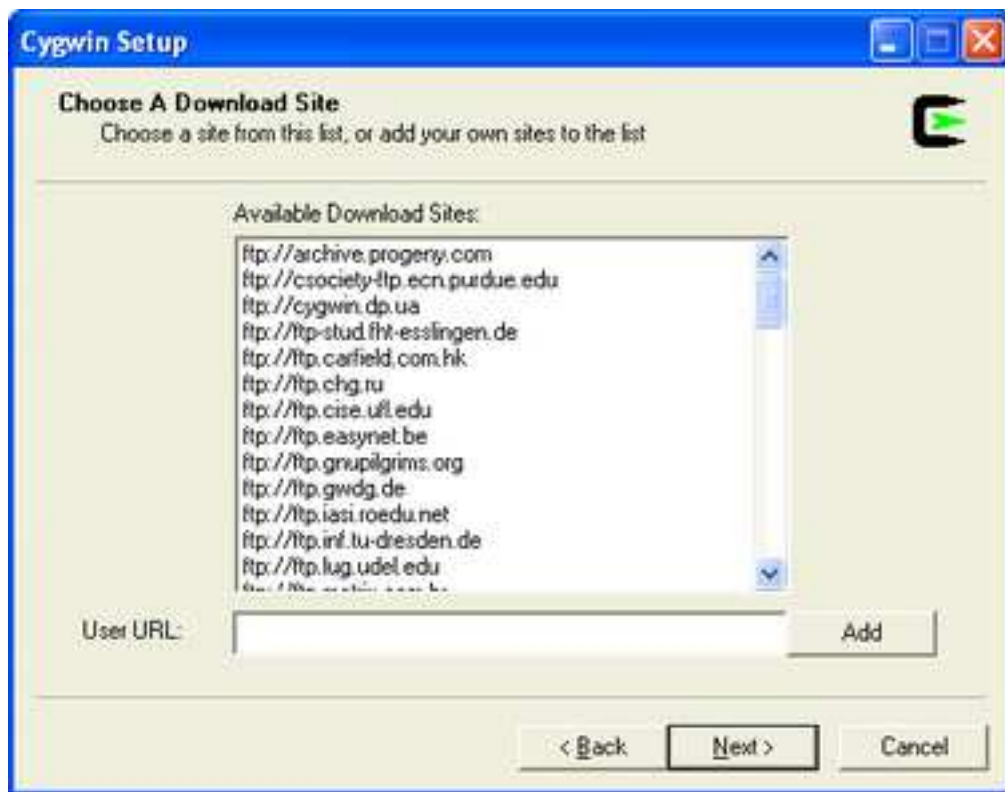 Cygwin Setup
Choose A Download Site
Choose a site from this list, or add your own sites to the list
Available Download Sites:
ftp://archive.progeny.com
ftp://csociety-ftp.ecn.purdue.edu
ftp://cygwin.dp.ua
ftp://ftp-stud.fht-esslingen.de
ftp://ftp.carfield.com.hk
ftp://ftp.chg.ru
ftp://ftp.cise.ufl.edu
ftp://ftp.easynet.be
ftp://ftp.gnupilgrims.org
ftp://ftp.gwdg.de
ftp://ftp.iasi.roedu.net
ftp://ftp.inf.tu-dresden.de
ftp://ftp.lug.udel.edu
User URL:
Add
< Back
Next >
Cancel